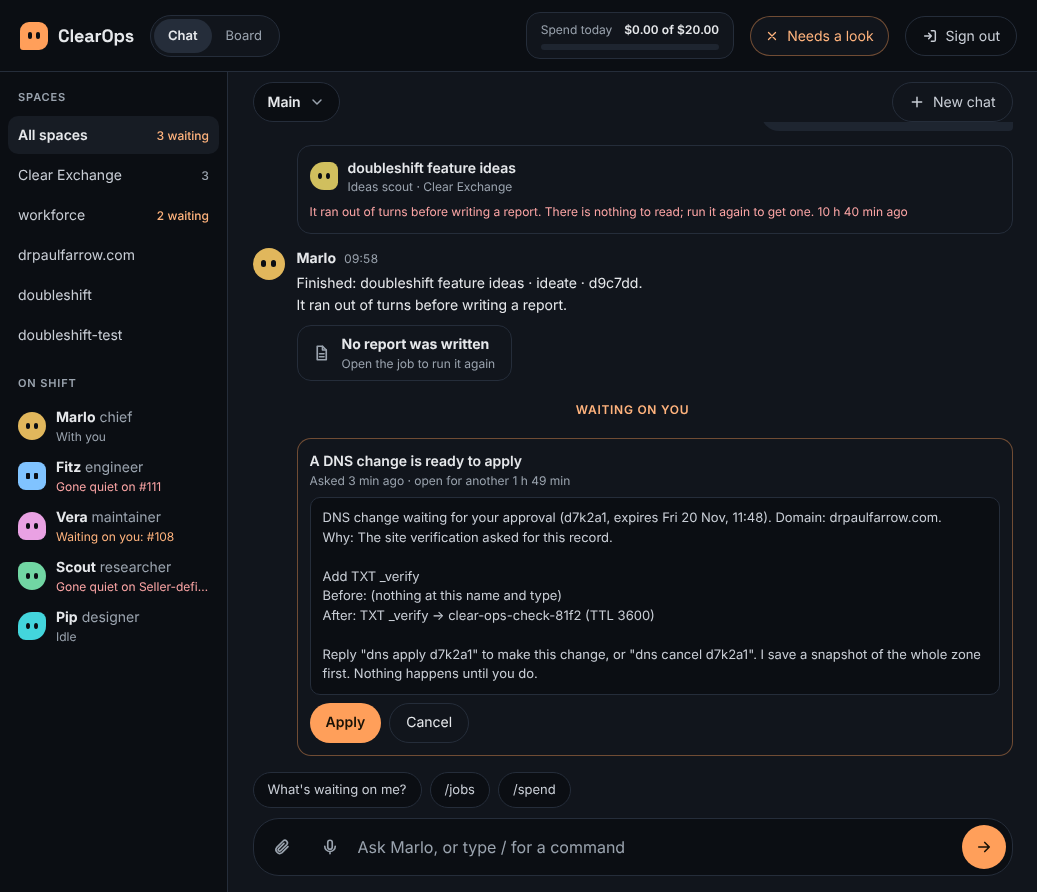 ClearOps
Chat
Board
Spend today $0.00 of $20.00
Needs a look
Sign out
SPACES
All spaces 3 waiting
Clear Exchange 3
workforce 2 waiting
drpaulfarrow.com
doubleshift
doubleshift-test
ON SHIFT
Marlo chief
With you
Fitz engineer
Gone quiet on #111
Vera maintainer
Waiting on you: #108
Scout researcher
Gone quiet on Seller-defi...
Pip designer
Idle
Main
New chat
doubleshift feature ideas
Ideas scout · Clear Exchange
It ran out of turns before writing a report. There is nothing to read; run it again to get one. 10 h 40 min ago
Marlo 09:58
Finished: doubleshift feature ideas · ideate · d9c7dd.
It ran out of turns before writing a report.
No report was written
Open the job to run it again
WAITING ON YOU
A DNS change is ready to apply
Asked 3 min ago · open for another 1 h 49 min
DNS change waiting for your approval (d7k2a1, expires Fri 20 Nov, 11:48). Domain: drpaulfarrow.com.
Why: The site verification asked for this record.
Add TXT _verify
Before: (nothing at this name and type)
After: TXT _verify → clear-ops-check-81f2 (TTL 3600)
Reply "dns apply d7k2a1" to make this change, or "dns cancel d7k2a1". I save a snapshot of the whole zone
first. Nothing happens until you do.
Apply
Cancel
What's waiting on me?
/jobs
/spend
Ask Marlo, or type / for a command